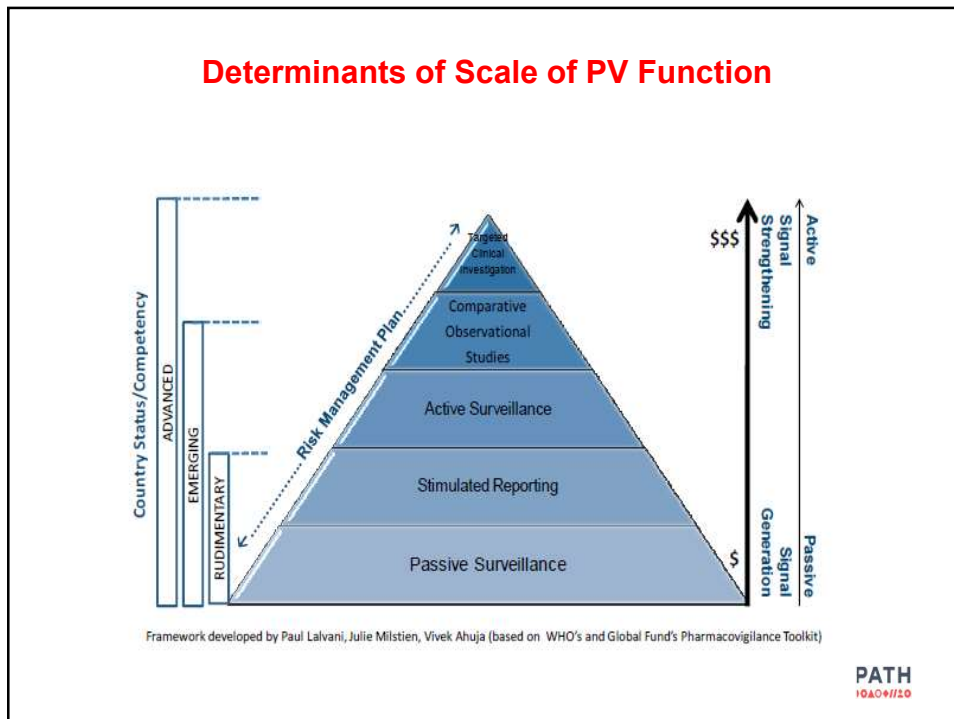 Determinants of Scale of PV Function
Country Status/Competency
ADVANCED
EMERGING
RUDIMENTARY
Risk Management Plan
Targeted
Clinical
Investigation
Comparative
Observational
Studies
Active Surveillance
Stimulated Reporting
Passive Surveillance
$$$
$
Signal
Strengthening
Active
Signal
Generation
Passive
Framework developed by Paul Lalvani, Julie Milstien, Vivek Ahuja (based on WHO's and Global Fund's Pharmacovigilance Toolkit)
PATH